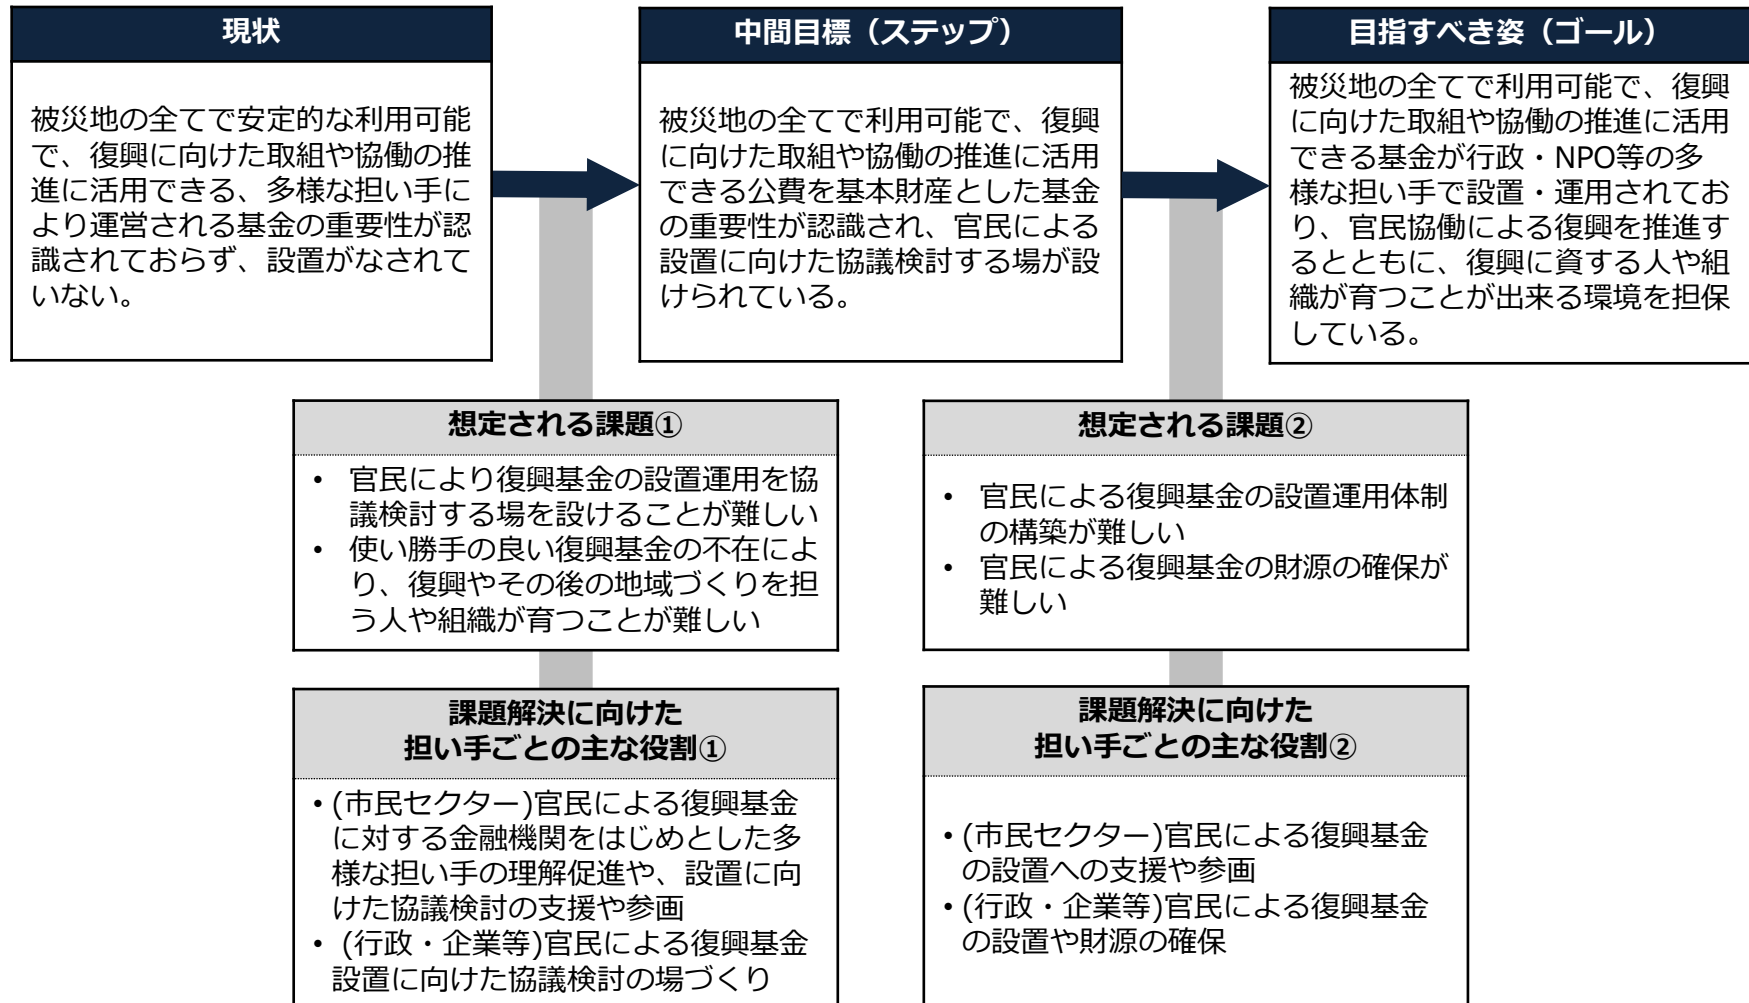 現状
被災地の全てで安定的な利用可能
で、復興に向けた取組や協働の推
進に活用できる、多様な担い手に
より運営される基金の重要性が認
識されておらず、設置がなされて
いない。
中間目標（ステップ）
被災地の全てで利用可能で、復興
に向けた取組や協働の推進に活用
できる公費を基本財産とした基金
の重要性が認識され、官民による
設置に向けた協議検討する場が設
けられている。
目指すべき姿（ゴール）
被災地の全てで利用可能で、復興
に向けた取組や協働の推進に活用
できる基金が行政・NPO等の多
様な担い手で設置・運用されてお
り、官民協働による復興を推進す
るとともに、復興に資する人や組
織が育つことが出来る環境を担保
している。
想定される課題①
• 官民により復興基金の設置運用を協
議検討する場を設けることが難しい
• 使い勝手の良い復興基金の不在によ
り、復興やその後の地域づくりを担
う人や組織が育つことが難しい
想定される課題②
• 官民による復興基金の設置運用体制
の構築が難しい
• 官民による復興基金の財源の確保が
難しい
課題解決に向けた
担い手ごとの主な役割①
• (市民セクター)官民による復興基金
に対する金融機関をはじめとした多
様な担い手の理解促進や、設置に向
けた協議検討の支援や参画
• (行政・企業等)官民による復興基金
設置に向けた協議検討の場づくり
課題解決に向けた
担い手ごとの主な役割②
• (市民セクター)官民による復興基金
の設置への支援や参画
• (行政・企業等)官民による復興基金
の設置や財源の確保